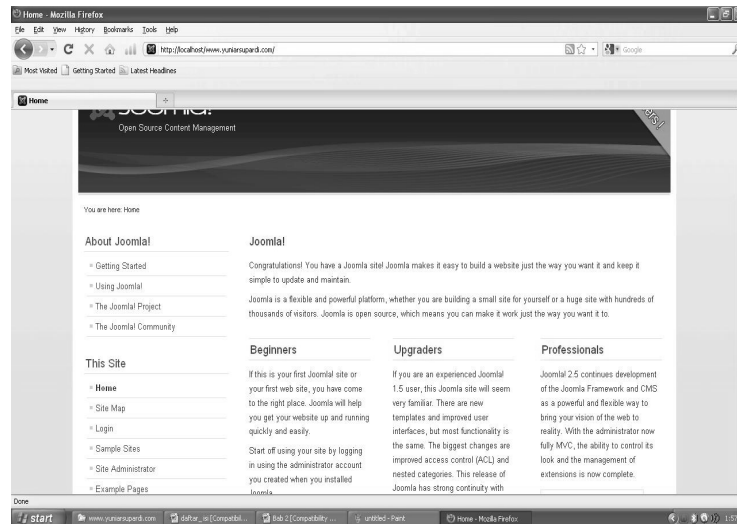 Home - Mozilla Firefox
File Edit View History Bookmarks Tools Help
http://localhost/www.yuniarsupardi.com/
Google
Most Visited Getting Started Latest Headlines
Home
Joomla!
Open Source Content Management
You are here: Home
About Joomla!
Getting Started
Using Joomla!
The Joomla! Project
The Joomla! Community
This Site
Home
Site Map
Login
Sample Sites
Site Administrator
Example Pages
Joomla!
Congratulations! You have a Joomla site! Joomla makes it easy to build a website just the way you want it and keep it
simple to update and maintain.
Joomla is a flexible and powerful platform, whether you are building a small site for yourself or a huge site with hundreds of
thousands of visitors. Joomla is open source, which means you can make it work just the way you want it to.
Beginners
If this is your first Joomla! site or
your first web site, you have come
to the right place. Joomla will help
you get your website up and running
quickly and easily.
Start off using your site by logging
in using the administrator account
you created when you installed
Joomla
Upgraders
If you are an experienced Joomla!
1.5 user, this Joomla site will seem
very familiar. There are new
templates and improved user
interfaces, but most functionality is
the same. The biggest changes are
improved access control (ACL) and
nested categories. This release of
Joomla has strong continuity with
Professionals
Joomla! 2.5 continues development
of the Joomla Framework and CMS
as a powerful and flexible way to
bring your vision of the web to
reality. With the administrator now
fully MVC, the ability to control its
look and the management of
extensions is now complete.
Done
start www.yuniarsupardi.com daftar_isi [Compatibil... Bab 2 [Compatibility ... untitled - Paint Home - Mozilla Firefox 1:57